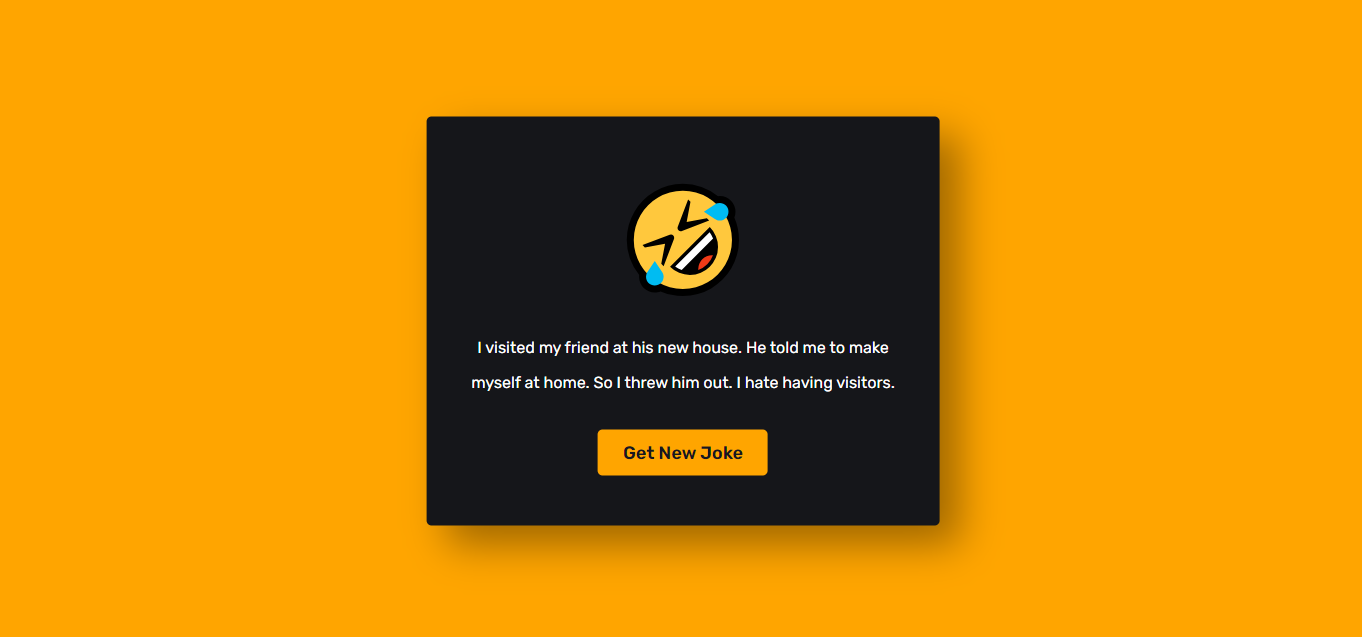 I visited my friend at his new house. He told me to make
myself at home. So I threw him out. I hate having visitors.
Get New Joke